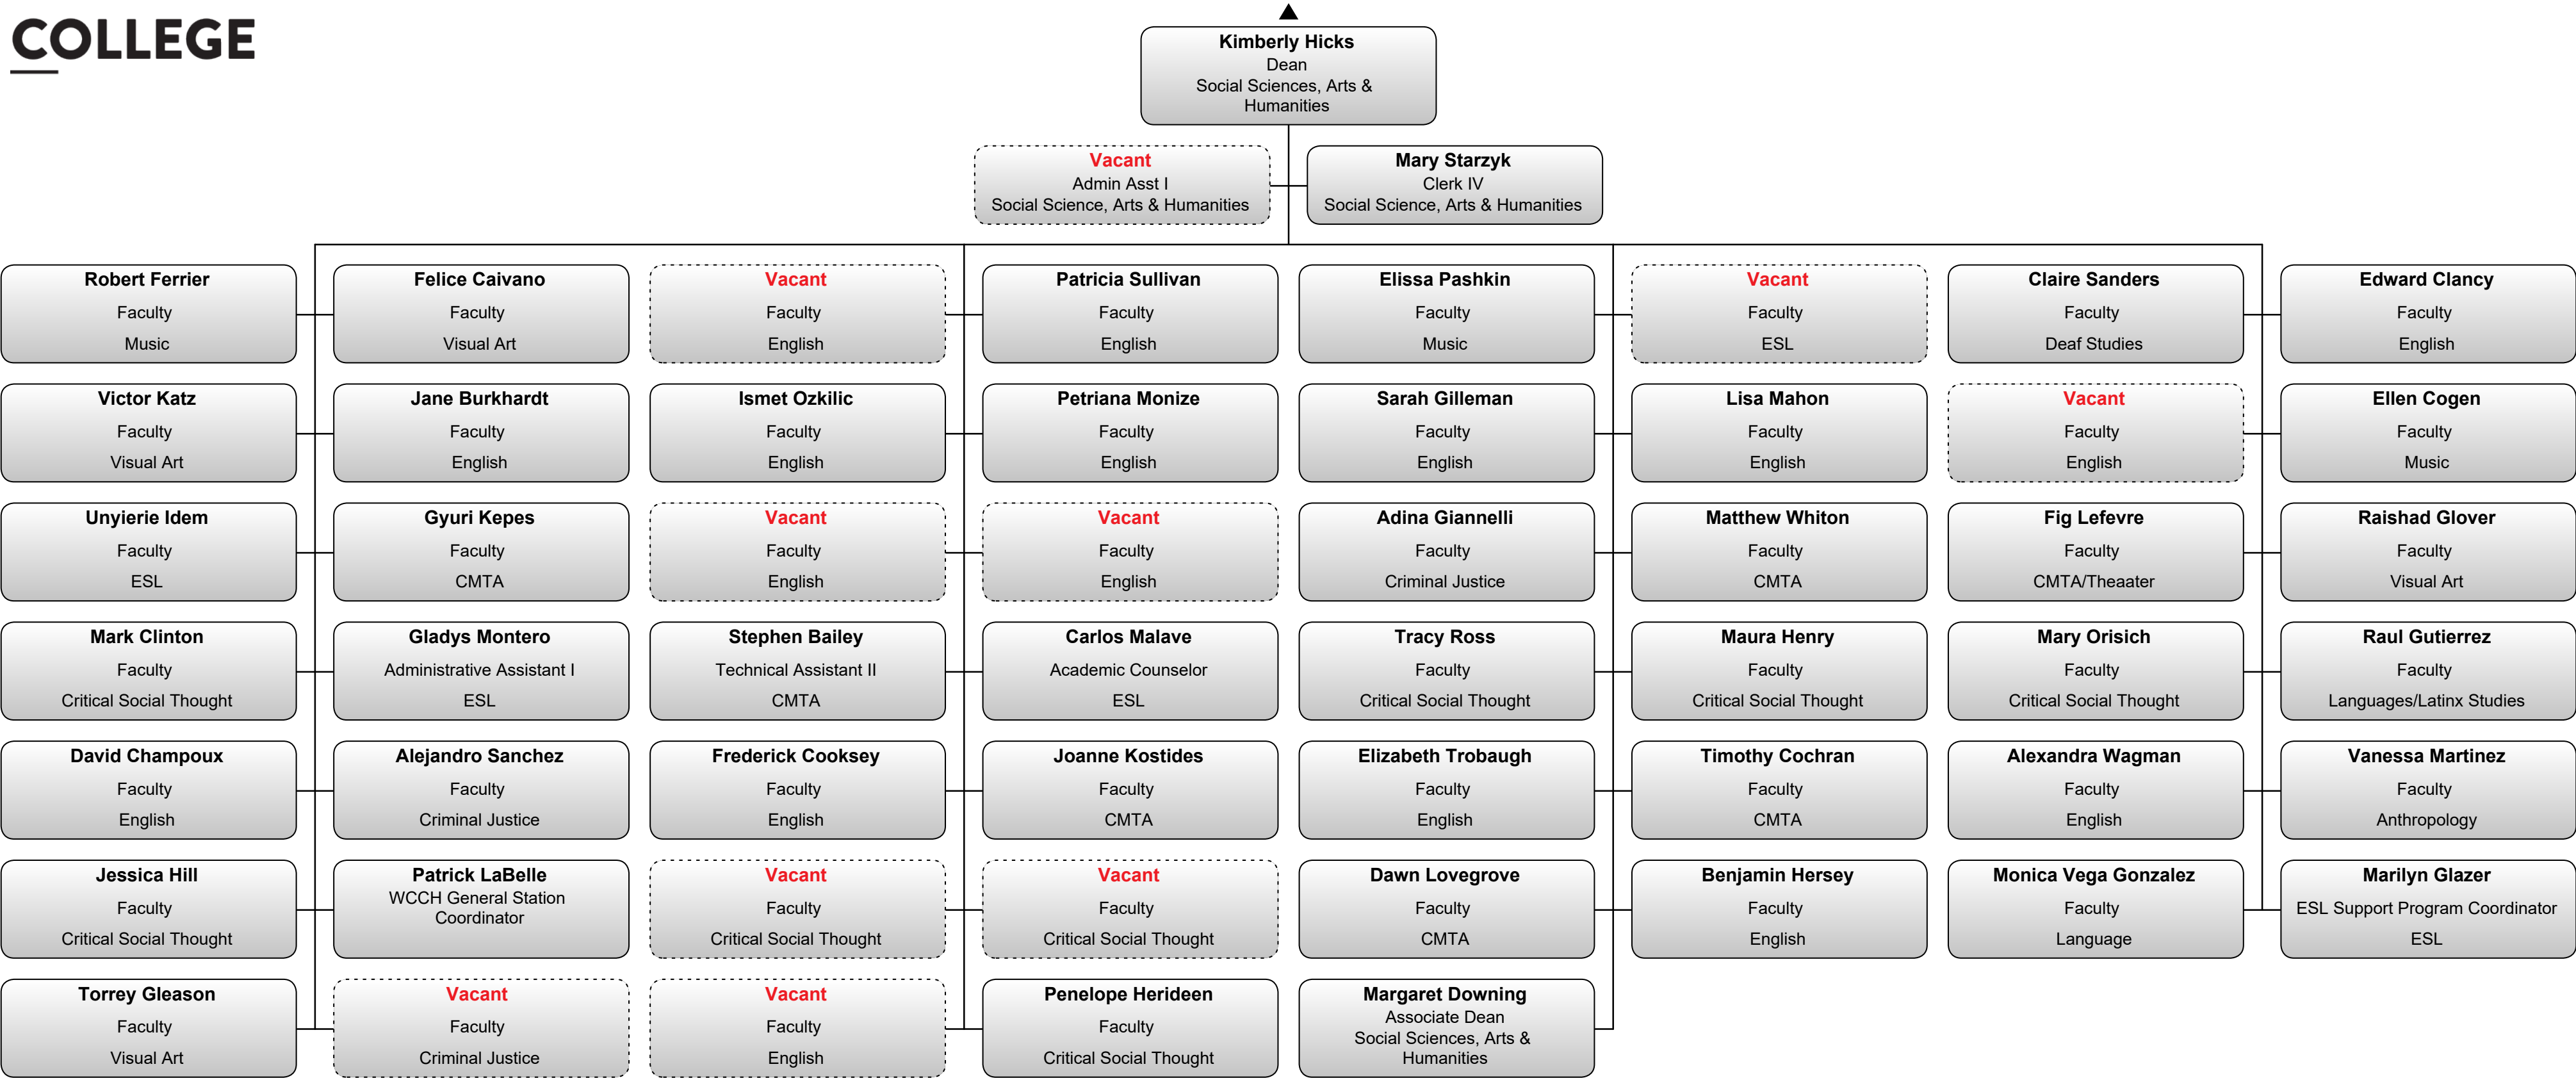 COLLEGE
Kimberly Hicks
Dean
Social Sciences, Arts &
Humanities
Vacant
Admin Asst I
Social Science, Arts & Humanities
Mary Starzyk
Clerk IV
Social Science, Arts & Humanities
Robert Ferrier
Faculty
Music
Felice Caivano
Faculty
Visual Art
Vacant
Faculty
English
Patricia Sullivan
Faculty
English
Elissa Pashkin
Faculty
Music
Vacant
Faculty
ESL
Claire Sanders
Faculty
Deaf Studies
Edward Clancy
Faculty
English
Victor Katz
Faculty
Visual Art
Jane Burkhardt
Faculty
English
Ismet Ozkilic
Faculty
English
Petriana Monize
Faculty
English
Sarah Gilleman
Faculty
English
Lisa Mahon
Faculty
English
Vacant
Faculty
English
Ellen Cogen
Faculty
Music
Unyierie Idem
Faculty
ESL
Gyuri Kepes
Faculty
CMTA
Vacant
Faculty
English
Vacant
Faculty
English
Adina Giannelli
Faculty
Criminal Justice
Matthew Whiton
Faculty
CMTA
Fig Lefevre
Faculty
CMTA/Theaater
Raishad Glover
Faculty
Visual Art
Mark Clinton
Faculty
Critical Social Thought
Gladys Montero
Administrative Assistant I
ESL
Stephen Bailey
Technical Assistant II
CMTA
Carlos Malave
Academic Counselor
ESL
Tracy Ross
Faculty
Critical Social Thought
Maura Henry
Faculty
Critical Social Thought
Mary Orisich
Faculty
Critical Social Thought
Raul Gutierrez
Faculty
Languages/Latinx Studies
David Champoux
Faculty
English
Alejandro Sanchez
Faculty
Criminal Justice
Frederick Cooksey
Faculty
English
Joanne Kostides
Faculty
CMTA
Elizabeth Trobaugh
Faculty
English
Timothy Cochran
Faculty
CMTA
Alexandra Wagman
Faculty
English
Vanessa Martinez
Faculty
Anthropology
Jessica Hill
Faculty
Critical Social Thought
Patrick LaBelle
WCCH General Station
Coordinator
Vacant
Faculty
Critical Social Thought
Vacant
Faculty
Critical Social Thought
Dawn Lovegrove
Faculty
CMTA
Benjamin Hersey
Faculty
English
Monica Vega Gonzalez
Faculty
Language
Marilyn Glazer
ESL Support Program Coordinator
ESL
Torrey Gleason
Faculty
Visual Art
Vacant
Faculty
Criminal Justice
Vacant
Faculty
English
Penelope Herideen
Faculty
Critical Social Thought
Margaret Downing
Associate Dean
Social Sciences, Arts &
Humanities